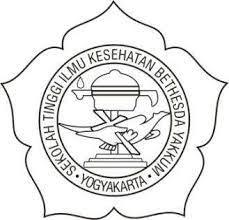 • SEKOLAH TINGGI ILMU KESEHATAN BETHESDA YAKKUM •
YOGYAKARTA